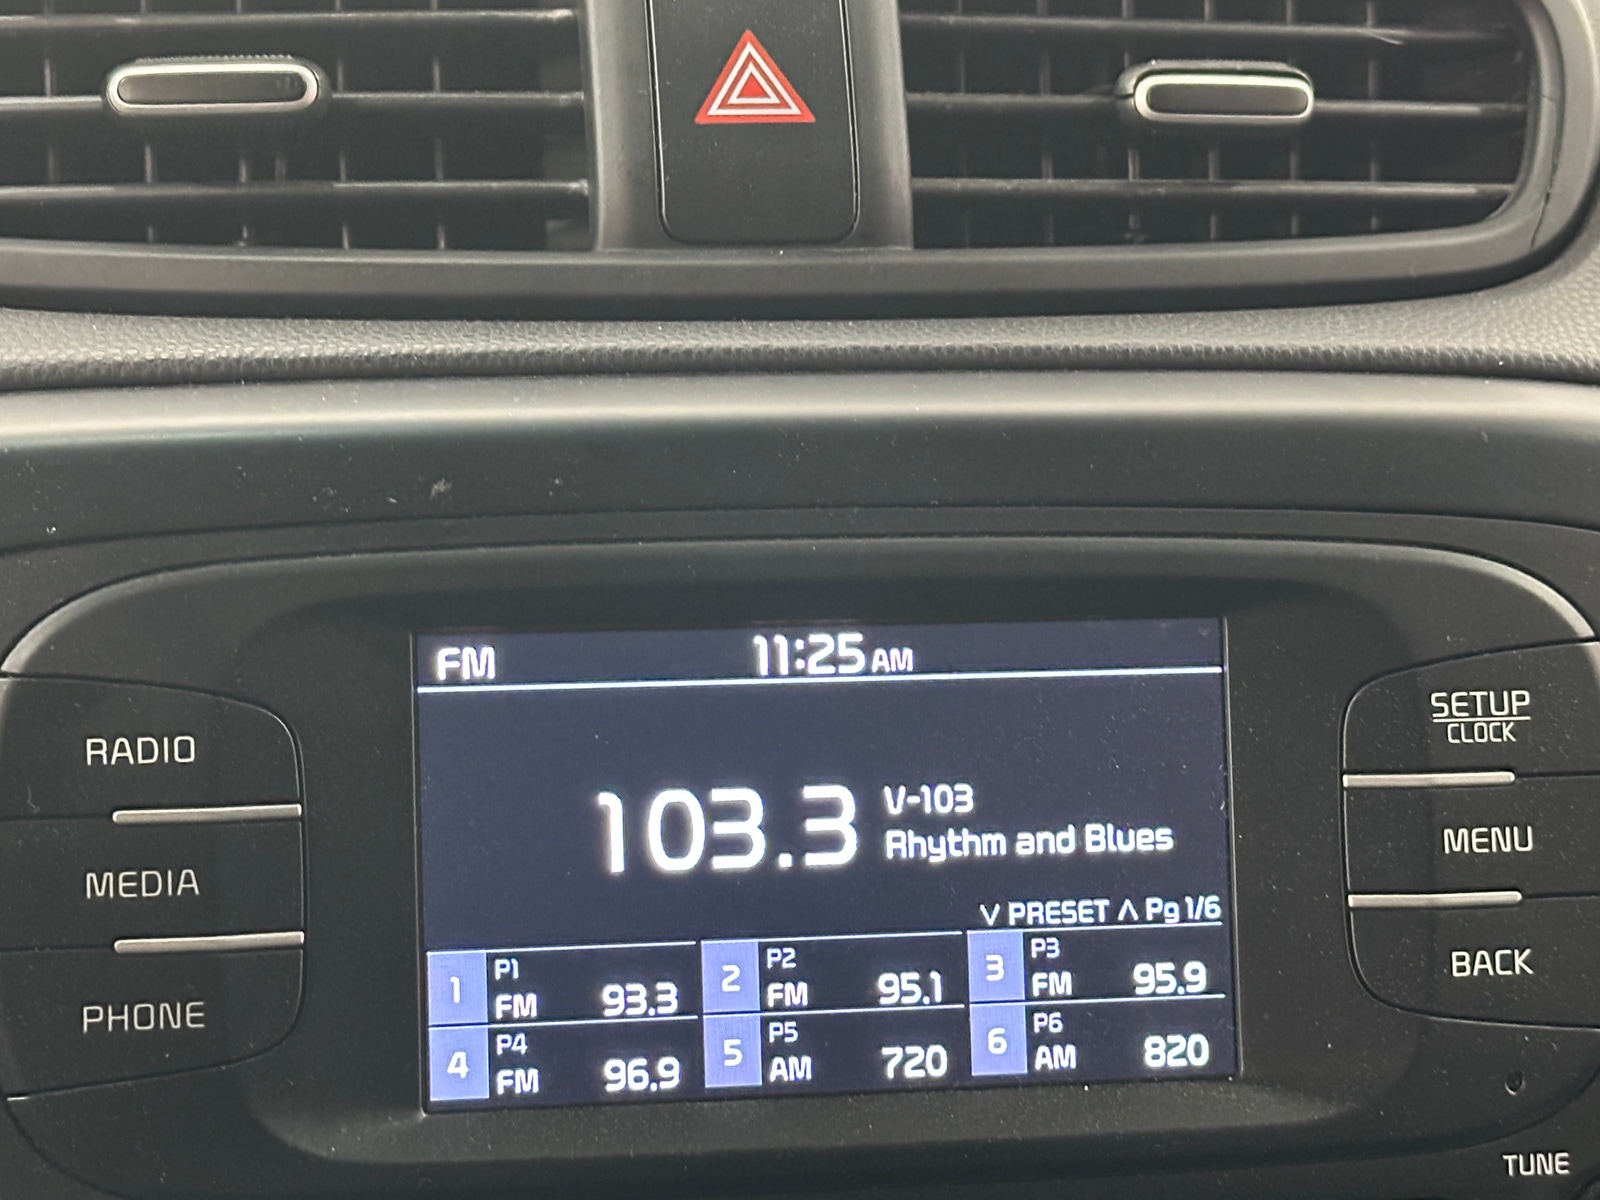 FM 11:25 AM
RADIO
MEDIA
PHONE
103.3
V-103
Rhythm and Blues
∨ PRESET ∧ Pg 1/6
1 P1 FM 93.3
2 P2 FM 95.1
3 P3 FM 95.9
4 P4 FM 96.9
5 P5 AM 720
6 P6 AM 820
SETUP
CLOCK
MENU
BACK
TUNE